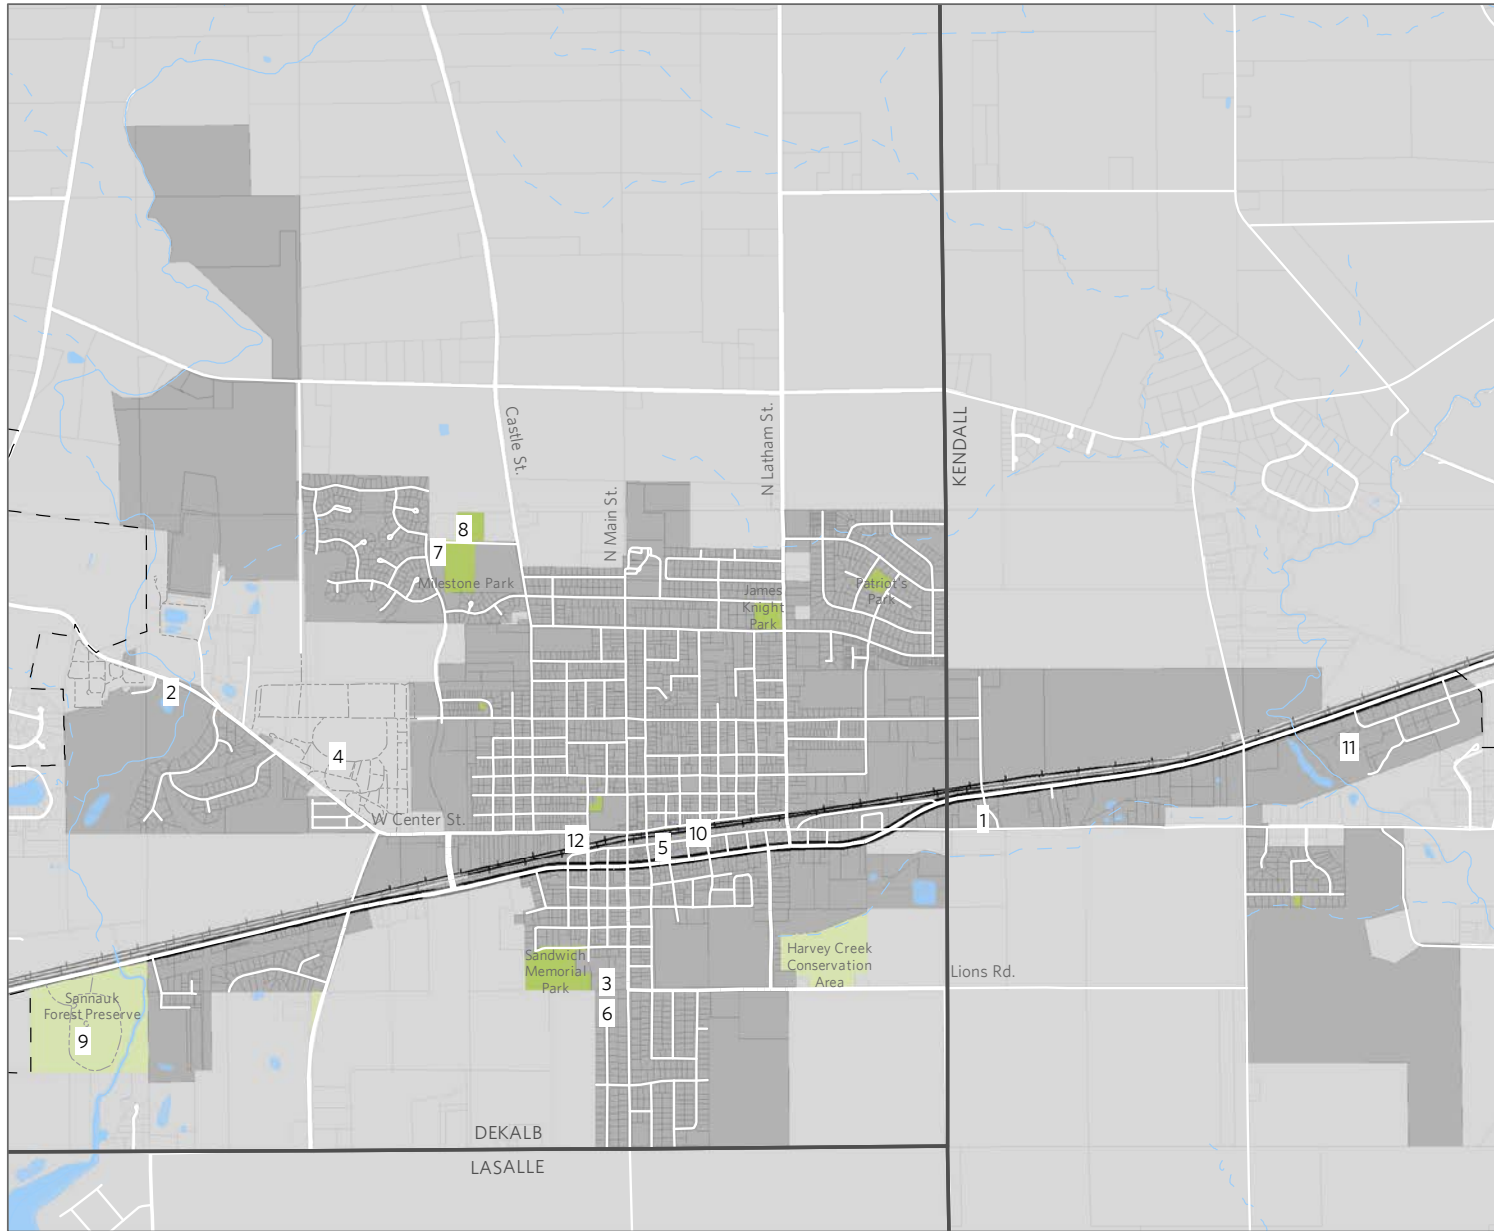 Castle St.
N Latham St.
KENDALL
N Main St.
8
7
Milestone Park
James
Knight
Park
Patriot's
Park
2
4
11
W Center St.
12
5
10
1
Sandwich
Memorial
Park
Harvey Creek
Conservation
Area
Lions Rd.
3
6
Sannauk
Forest Preserve
9
DEKALB
LASALLE